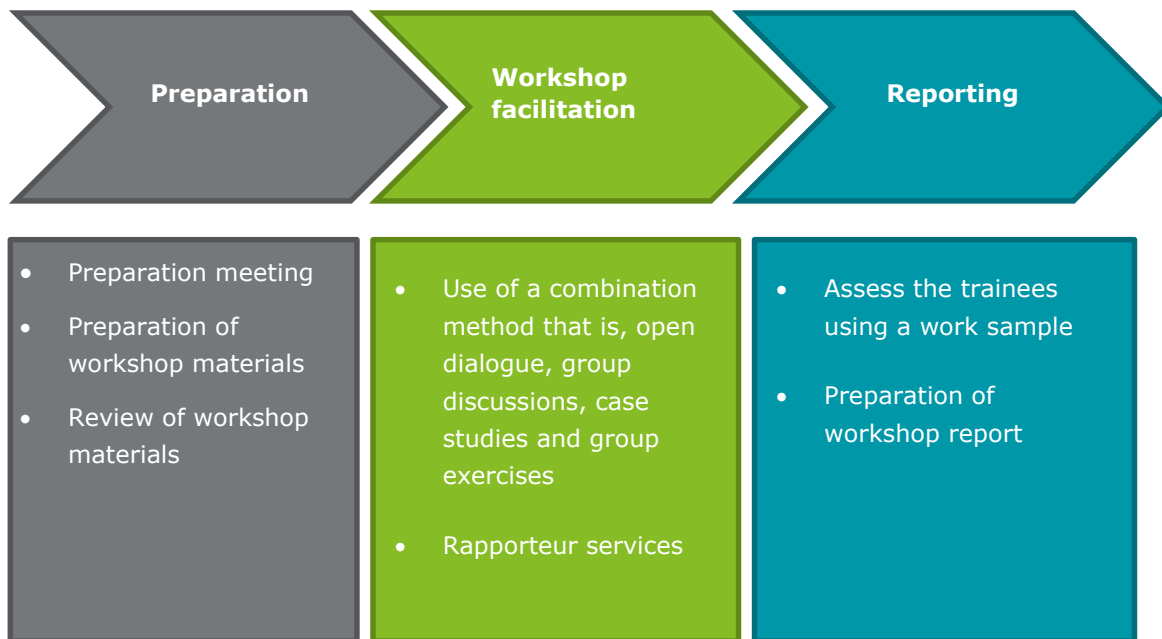 Preparation
Workshop
facilitation
Reporting
• Preparation meeting
• Preparation of
workshop materials
• Review of workshop
materials
• Use of a combination
method that is, open
dialogue, group
discussions, case
studies and group
exercises
• Rapporteur services
• Assess the trainees
using a work sample
• Preparation of
workshop report